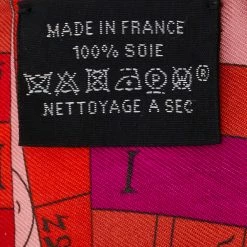 MADE IN FRANCE
100% SOIE
®
NETTOYAGE A SEC
I